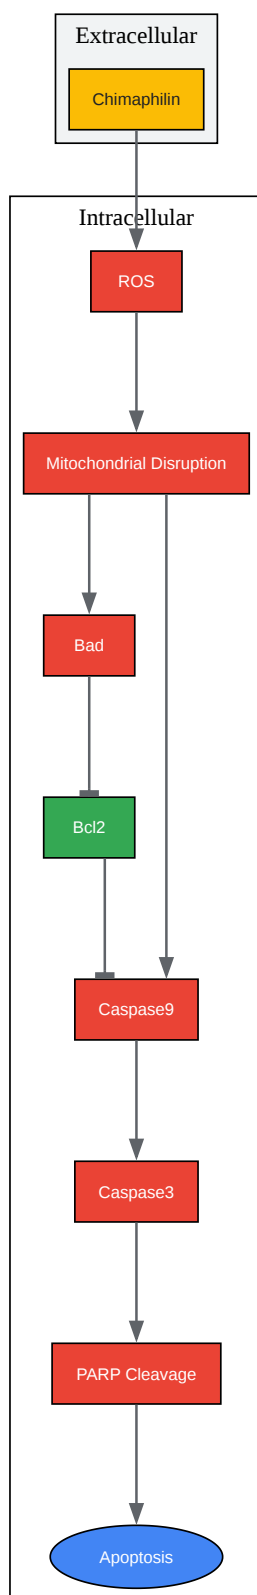 Extracellular
Chimaphilin
Intracellular
ROS
Mitochondrial Disruption
Bad
Bcl2
Caspase9
Caspase3
PARP Cleavage
Apoptosis